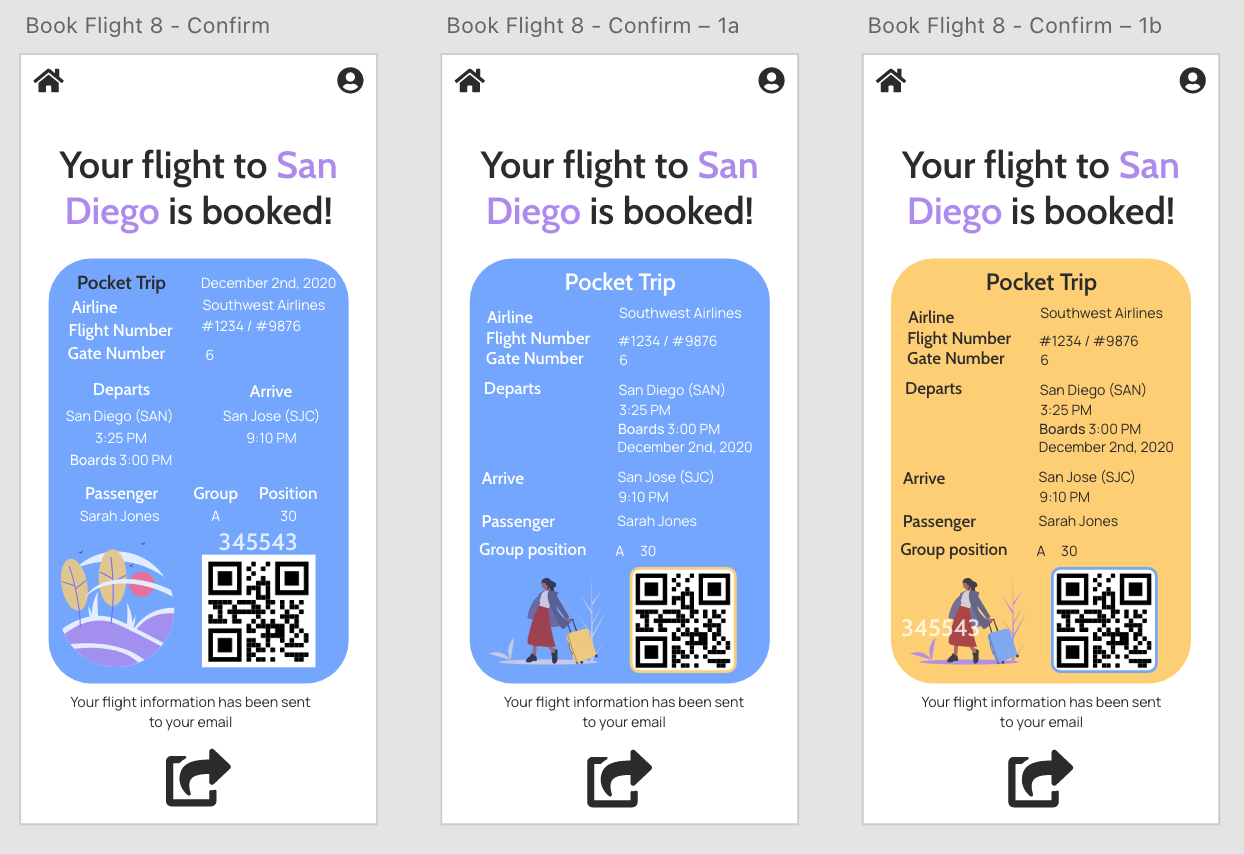 Book Flight 8 - Confirm
Your flight to San
Diego is booked!
Pocket Trip December 2nd, 2020
Airline Southwest Airlines
Flight Number #1234 / #9876
Gate Number 6
Departs Arrive
San Diego (SAN) San Jose (SJC)
3:25 PM 9:10 PM
Boards 3:00 PM
Passenger Group Position
Sarah Jones A 30
345543
Your flight information has been sent
to your email
Book Flight 8 - Confirm – 1a
Your flight to San
Diego is booked!
Pocket Trip
Airline Southwest Airlines
Flight Number #1234 / #9876
Gate Number 6
Departs San Diego (SAN)
3:25 PM
Boards 3:00 PM
December 2nd, 2020
Arrive San Jose (SJC)
9:10 PM
Passenger Sarah Jones
Group position A 30
Your flight information has been sent
to your email
Book Flight 8 - Confirm – 1b
Your flight to San
Diego is booked!
Pocket Trip
Airline Southwest Airlines
Flight Number #1234 / #9876
Gate Number 6
Departs San Diego (SAN)
3:25 PM
Boards 3:00 PM
December 2nd, 2020
Arrive San Jose (SJC)
9:10 PM
Passenger Sarah Jones
Group position A 30
345543
Your flight information has been sent
to your email